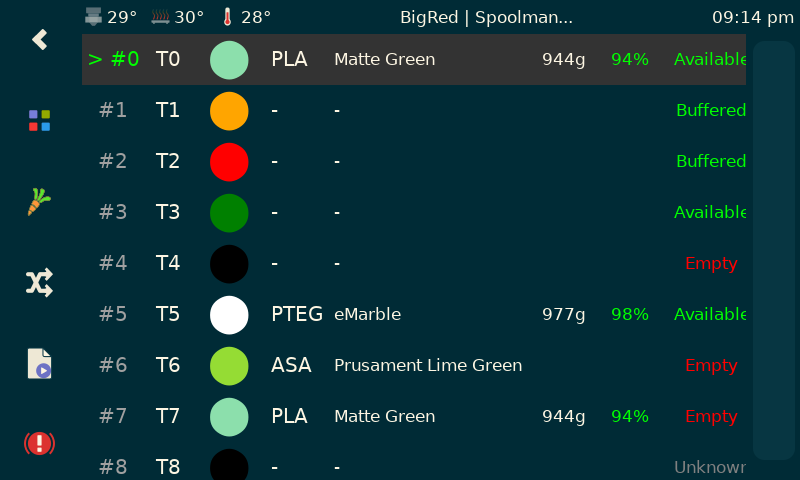 29° 30° 28° BigRed | Spoolman... 09:14 pm
> #0 T0 PLA Matte Green 944g 94% Available
#1 T1 - - Buffered
#2 T2 - - Buffered
#3 T3 - - Available
#4 T4 - - Empty
#5 T5 PTEG eMarble 977g 98% Available
#6 T6 ASA Prusament Lime Green Empty
#7 T7 PLA Matte Green 944g 94% Empty
#8 T8 - - Unknown